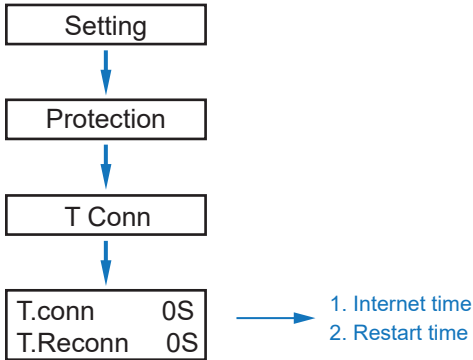 Setting
Protection
T Conn
T.conn 0S
T.Reconn 0S
1. Internet time
2. Restart time